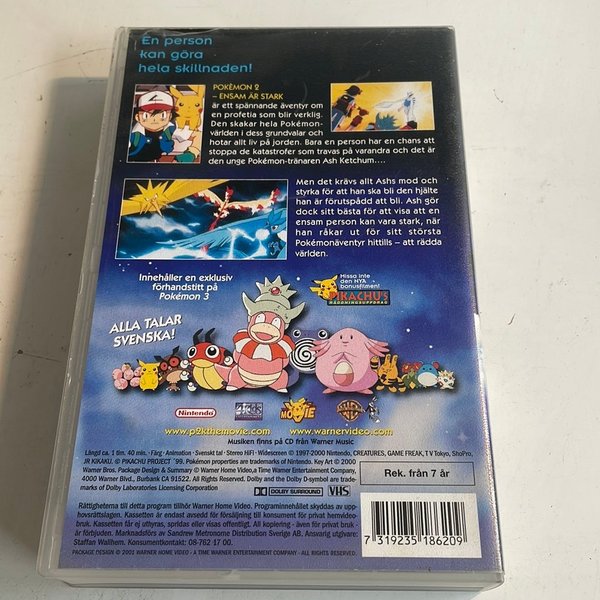 En person
kan göra
hela skillnaden!
POKÉMON 2
– ENSAM ÄR STARK
är ett spännande äventyr om
en profetia som blir verklig.
Den skakar hela Pokémon-
världen i dess grundvalar och
hotar allt liv på jorden. Bara en person har en chans att
stoppa de katastrofer som travas på varandra och det är
den unge Pokémon-tränaren Ash Ketchum....
Men det krävs allt Ashs mod och
styrka för att han ska bli den hjälte
han är förutspådd att bli. Ash gör
dock sitt bästa för att visa att en
ensam person kan vara stark, när
han råkar ut för sitt största
Pokémonäventyr hittills – att rädda
världen.
Innehåller en exklusiv
förhandstitt på
Pokémon 3
Missa inte
den NYA
bonusfilmen!
PIKACHU'S
RÄDDNINGSUPPDRAG
ALLA TALAR
SVENSKA!
Nintendo
4KIDS
MOVIE
www.p2kthemovie.com www.warnervideo.com
Musiken finns på CD från Warner Music
Längd ca. 1 tim. 40 min. · Färg · Animation · Svenskt tal · Stereo HiFi · Widescreen © 1997-2000 Nintendo, CREATURES, GAME FREAK, TV Tokyo, ShoPro,
JR KIKAKU. © PIKACHU PROJECT '99. Pokémon properties are trademarks of Nintendo. Key Art © 2000
Warner Bros. Package Design & Summary © Warner Home Video, a Time Warner Entertainment Company,
4000 Warner Blvd., Burbank CA 91522. All Rights Reserved. Dolby and the Dolby D-symbol are trademarks
of Dolby Laboratories Licensing Corporation
Rek. från 7 år
DOLBY SURROUND VHS
Rättigheterna till detta program tillhör Warner Home Video. Programinnehållet skyddas av upp-
hovsrättslagen. Kassetten är endast avsedd för försäljning till konsument för privat hemvideo-
bruk. Kassetten får ej uthyras, spridas eller visas offentligt. All kopiering - även för privat bruk -
är förbjuden. Marknadsförs av Sandrew Metronome Distribution Sverige AB. Ansvarig utgivare:
Staffan Wallhem. Konsumentkontakt: 08-762 17 00.
PACKAGE DESIGN © 2001 WARNER HOME VIDEO - A TIME WARNER ENTERTAINMENT COMPANY - ALL RIGHTS RESERVED.
7 319235 186209